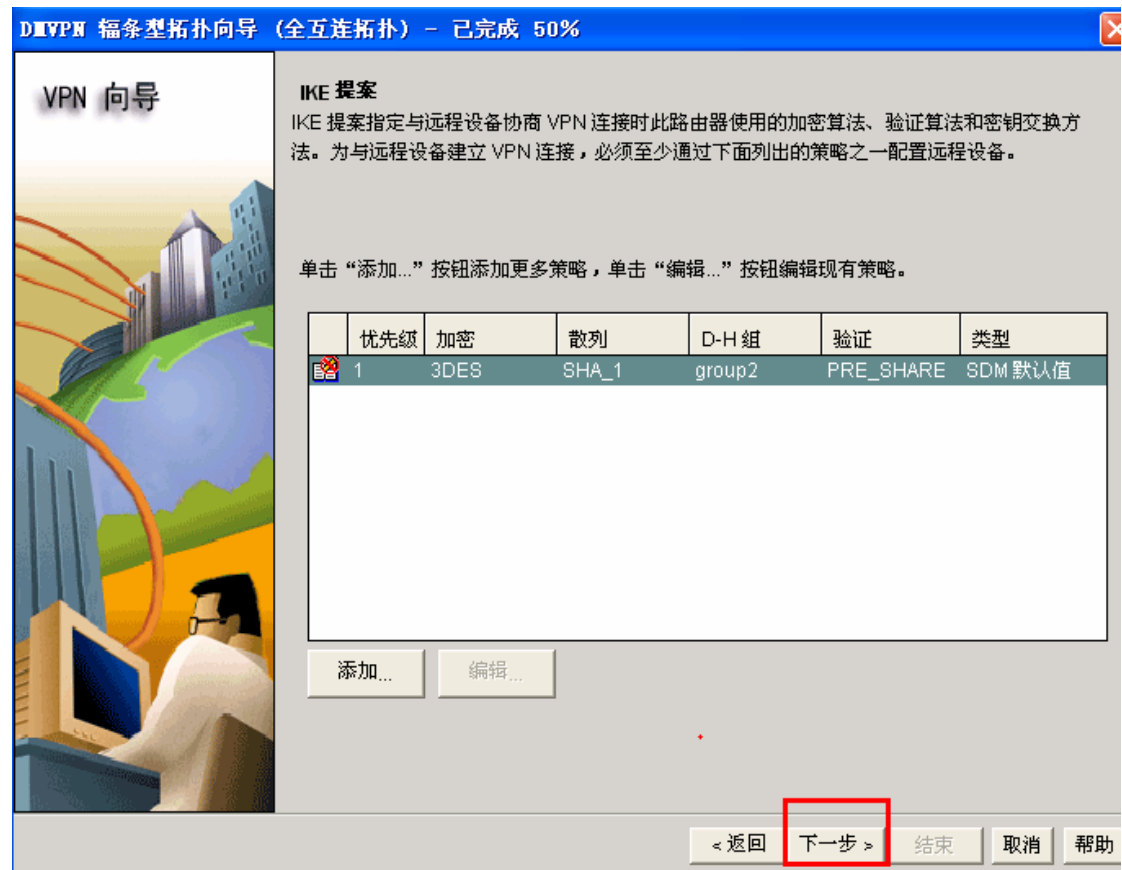 DMVPN 辐条型拓扑向导 (全互连拓扑) - 已完成 50%
VPN 向导
IKE 提案
IKE 提案指定与远程设备协商 VPN 连接时此路由器使用的加密算法、验证算法和密钥交换方
法。为与远程设备建立 VPN 连接，必须至少通过下面列出的策略之一配置远程设备。
单击“添加...”按钮添加更多策略，单击“编辑...”按钮编辑现有策略。
优先级 加密 散列 D-H 组 验证 类型
1 3DES SHA_1 group2 PRE_SHARE SDM 默认值
添加... 编辑...
<返回 下一步> 结束 取消 帮助